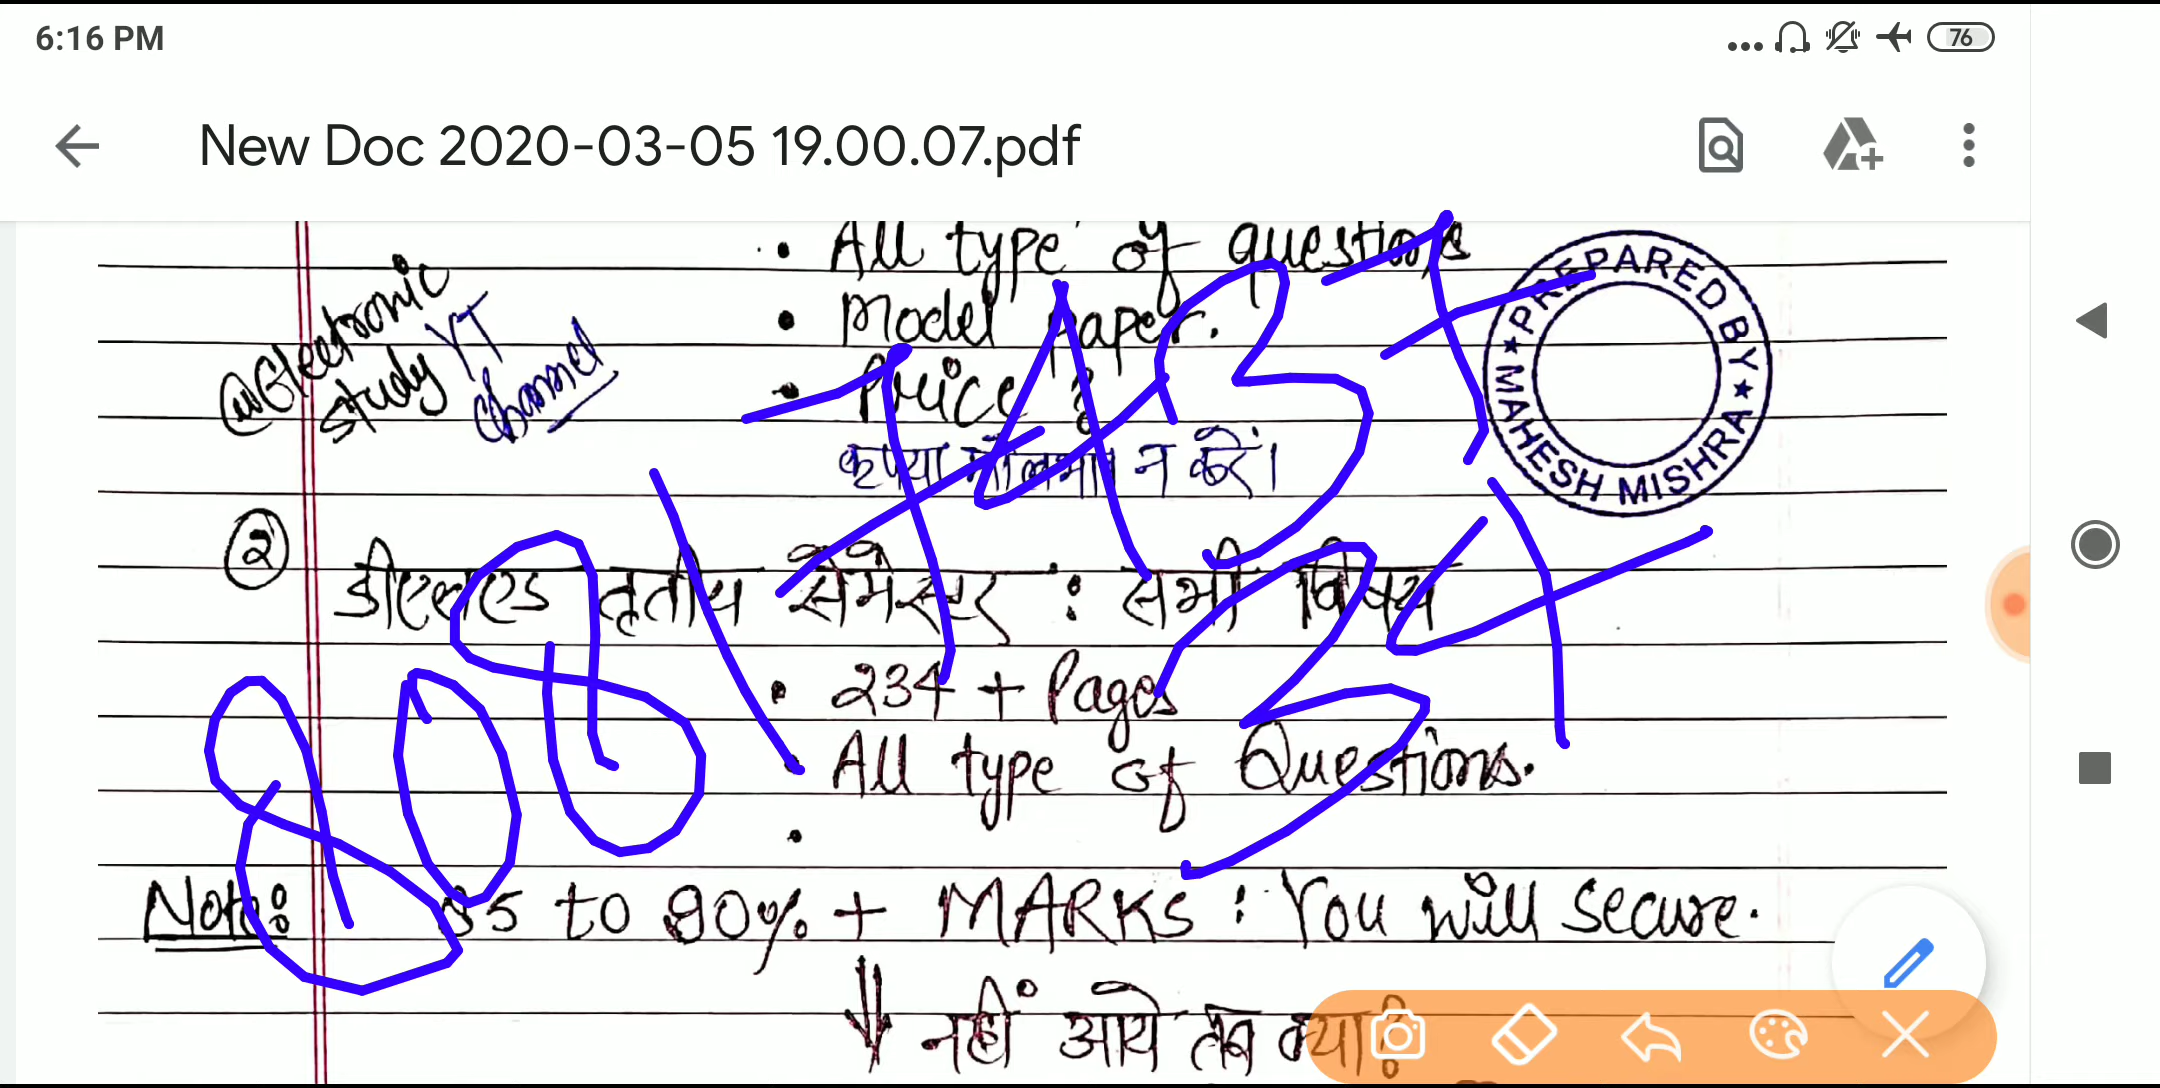 6:16 PM
76
New Doc 2020-03-05 19.00.07.pdf
• All type of questions
• Model paper.
• Price ?
कृपया मोलभाव न करें।
@Electronic
study YT
channel
PREPARED BY
★ MAHESH MISHRA ★
② डीएलएड तृतीय सेमेस्टर : सभी विषय
• 234 + Pages
• All type of Questions.
•
Note: 85 to 90% + MARKS : You will secure.
नहीं आये तब क्या ?